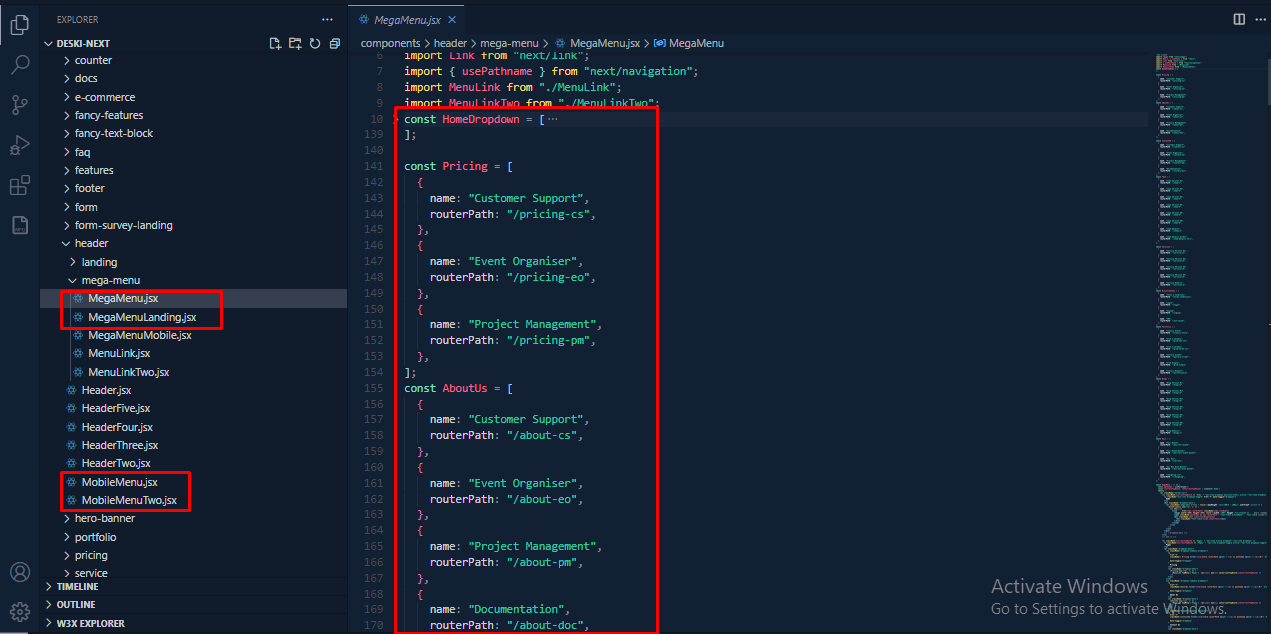 EXPLORER
DESKI-NEXT
counter
docs
e-commerce
fancy-features
fancy-text-block
faq
features
footer
form
form-survey-landing
header
landing
mega-menu
MegaMenu.jsx
MegaMenuLanding.jsx
MegaMenuMobile.jsx
MenuLink.jsx
MenuLinkTwo.jsx
Header.jsx
HeaderFive.jsx
HeaderFour.jsx
HeaderThree.jsx
HeaderTwo.jsx
MobileMenu.jsx
MobileMenuTwo.jsx
hero-banner
portfolio
pricing
service
TIMELINE
OUTLINE
W3X EXPLORER
MegaMenu.jsx
components > header > mega-menu > MegaMenu.jsx > MegaMenu
6 import Link from "next/link";
7 import { usePathname } from "next/navigation";
8 import MenuLink from "./MenuLink";
9 import MenuLinkTwo from "./MenuLinkTwo";
10 const HomeDropdown = [ ···
139 ];
140
141 const Pricing = [
142 {
143 name: "Customer Support",
144 routerPath: "/pricing-cs",
145 },
146 {
147 name: "Event Organiser",
148 routerPath: "/pricing-eo",
149 },
150 {
151 name: "Project Management",
152 routerPath: "/pricing-pm",
153 },
154 ];
155 const AboutUs = [
156 {
157 name: "Customer Support",
158 routerPath: "/about-cs",
159 },
160 {
161 name: "Event Organiser",
162 routerPath: "/about-eo",
163 },
164 {
165 name: "Project Management",
166 routerPath: "/about-pm",
167 },
168 {
169 name: "Documentation",
170 routerPath: "/about-doc",
Activate Windows
Go to Settings to activate Windows.